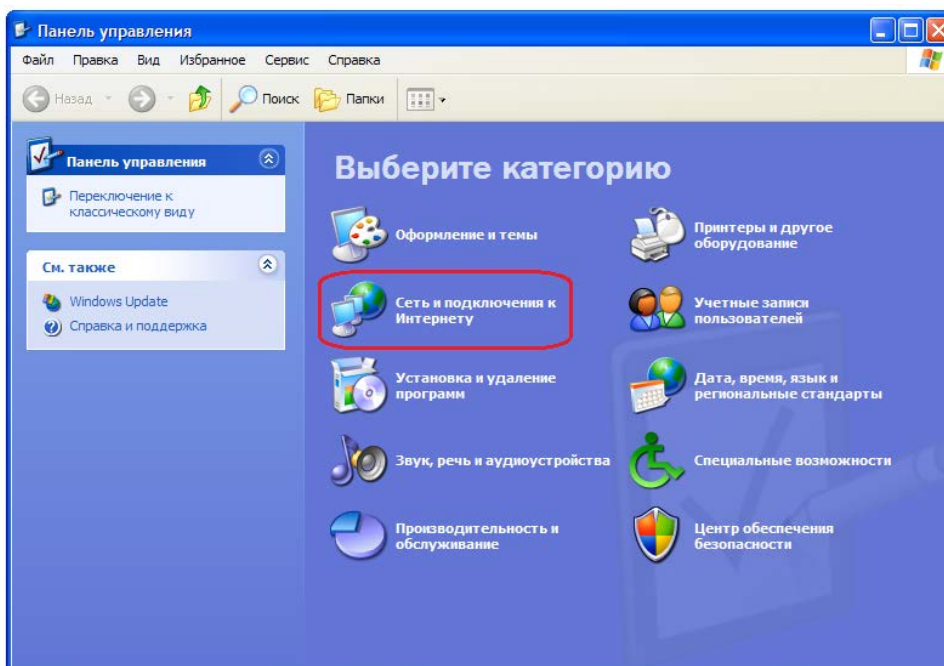 Панель управления
Файл Правка Вид Избранное Сервис Справка
Назад Поиск Папки
Панель управления
Переключение к
классическому виду
См. также
Windows Update
Справка и поддержка
Выберите категорию
Оформление и темы
Принтеры и другое
оборудование
Сеть и подключения к
Интернету
Учетные записи
пользователей
Установка и удаление
программ
Дата, время, язык и
региональные стандарты
Звук, речь и аудиоустройства
Специальные возможности
Производительность и
обслуживание
Центр обеспечения
безопасности